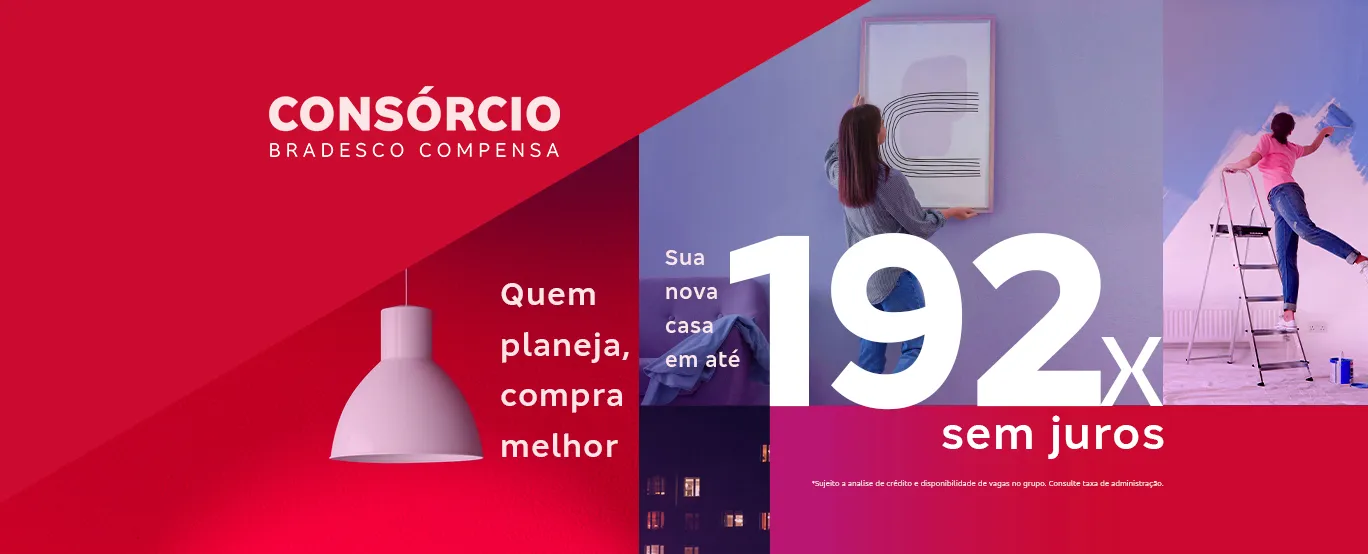 CONSÓRCIO
BRADESCO COMPENSA
Quem
planeja,
compra
melhor
Sua
nova
casa
em até
192x
sem juros
*Sujeito a analise de crédito e disponibilidade de vagas no grupo. Consulte taxa de administração.